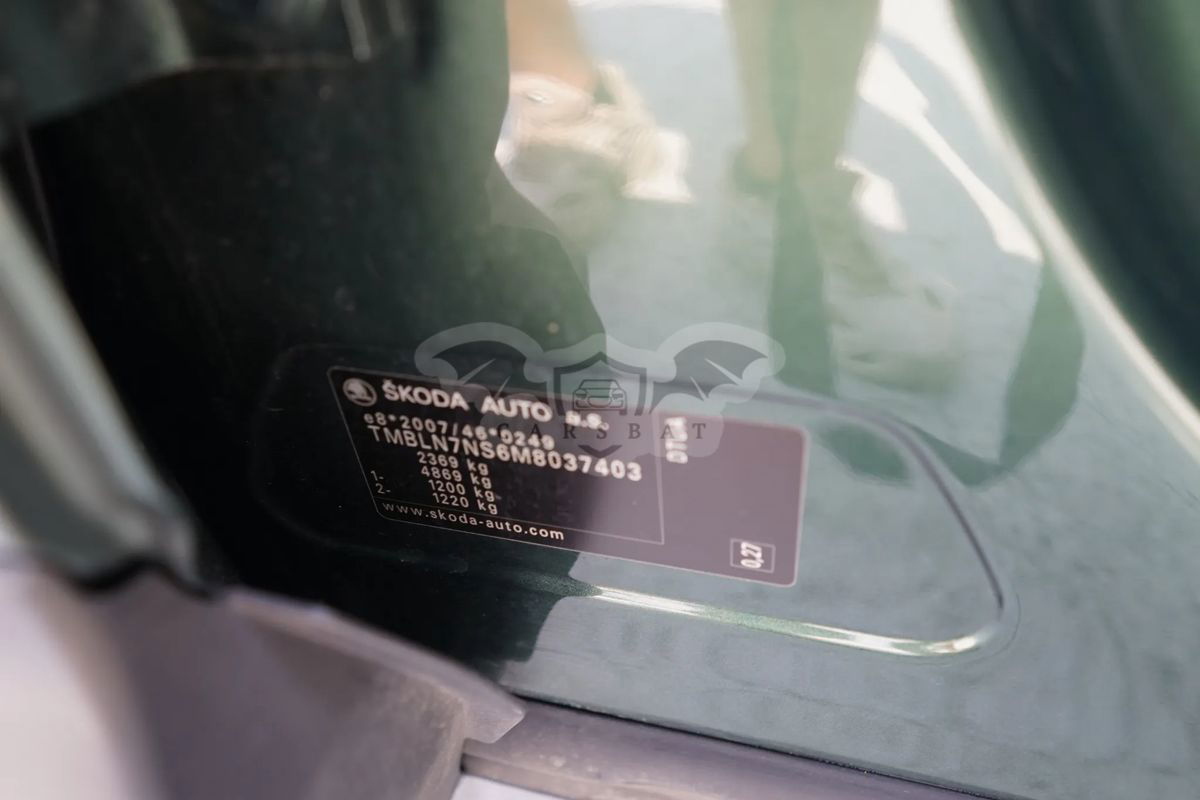 ŠKODA AUTO a.s.
e8*2007/46*0249
TMBLN7NS6M8037403
2369 kg
4869 kg
1- 1200 kg
2- 1220 kg
www.skoda-auto.com
0,27
CARSBAT